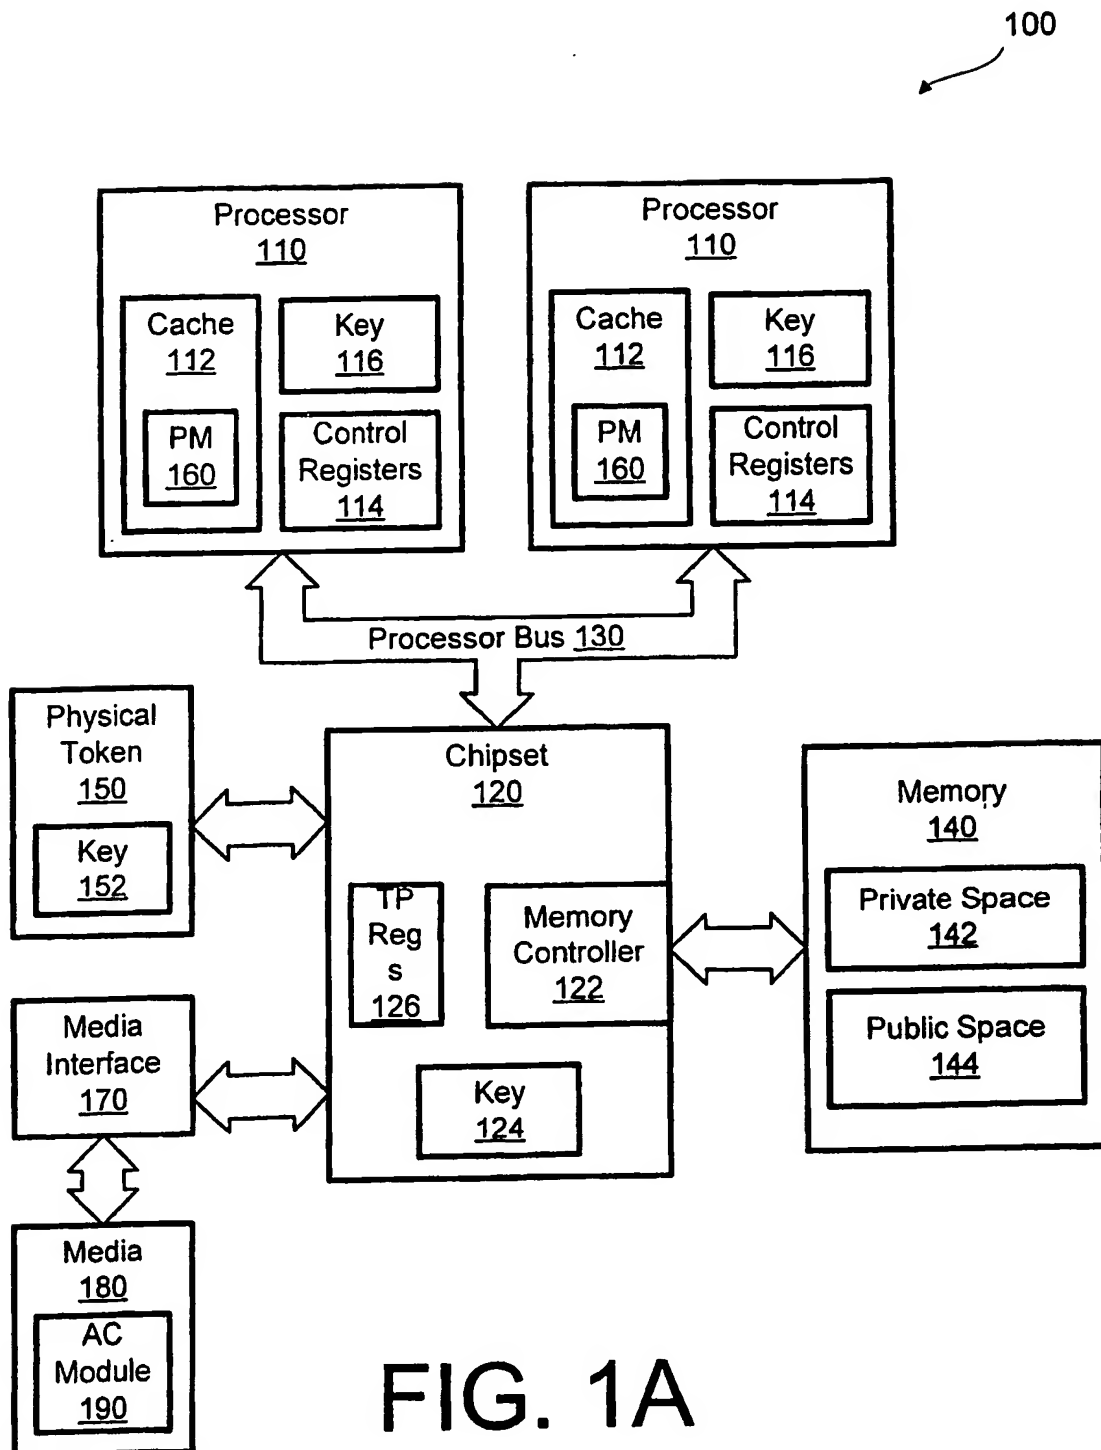 100
Processor
110
Cache
112
PM
160
Key
116
Control
Registers
114
Processor
110
Cache
112
PM
160
Key
116
Control
Registers
114
Processor Bus 130
Physical
Token
150
Key
152
Chipset
120
TP
Reg
s
126
Memory
Controller
122
Key
124
Memory
140
Private Space
142
Public Space
144
Media
Interface
170
Media
180
AC
Module
190
FIG. 1A